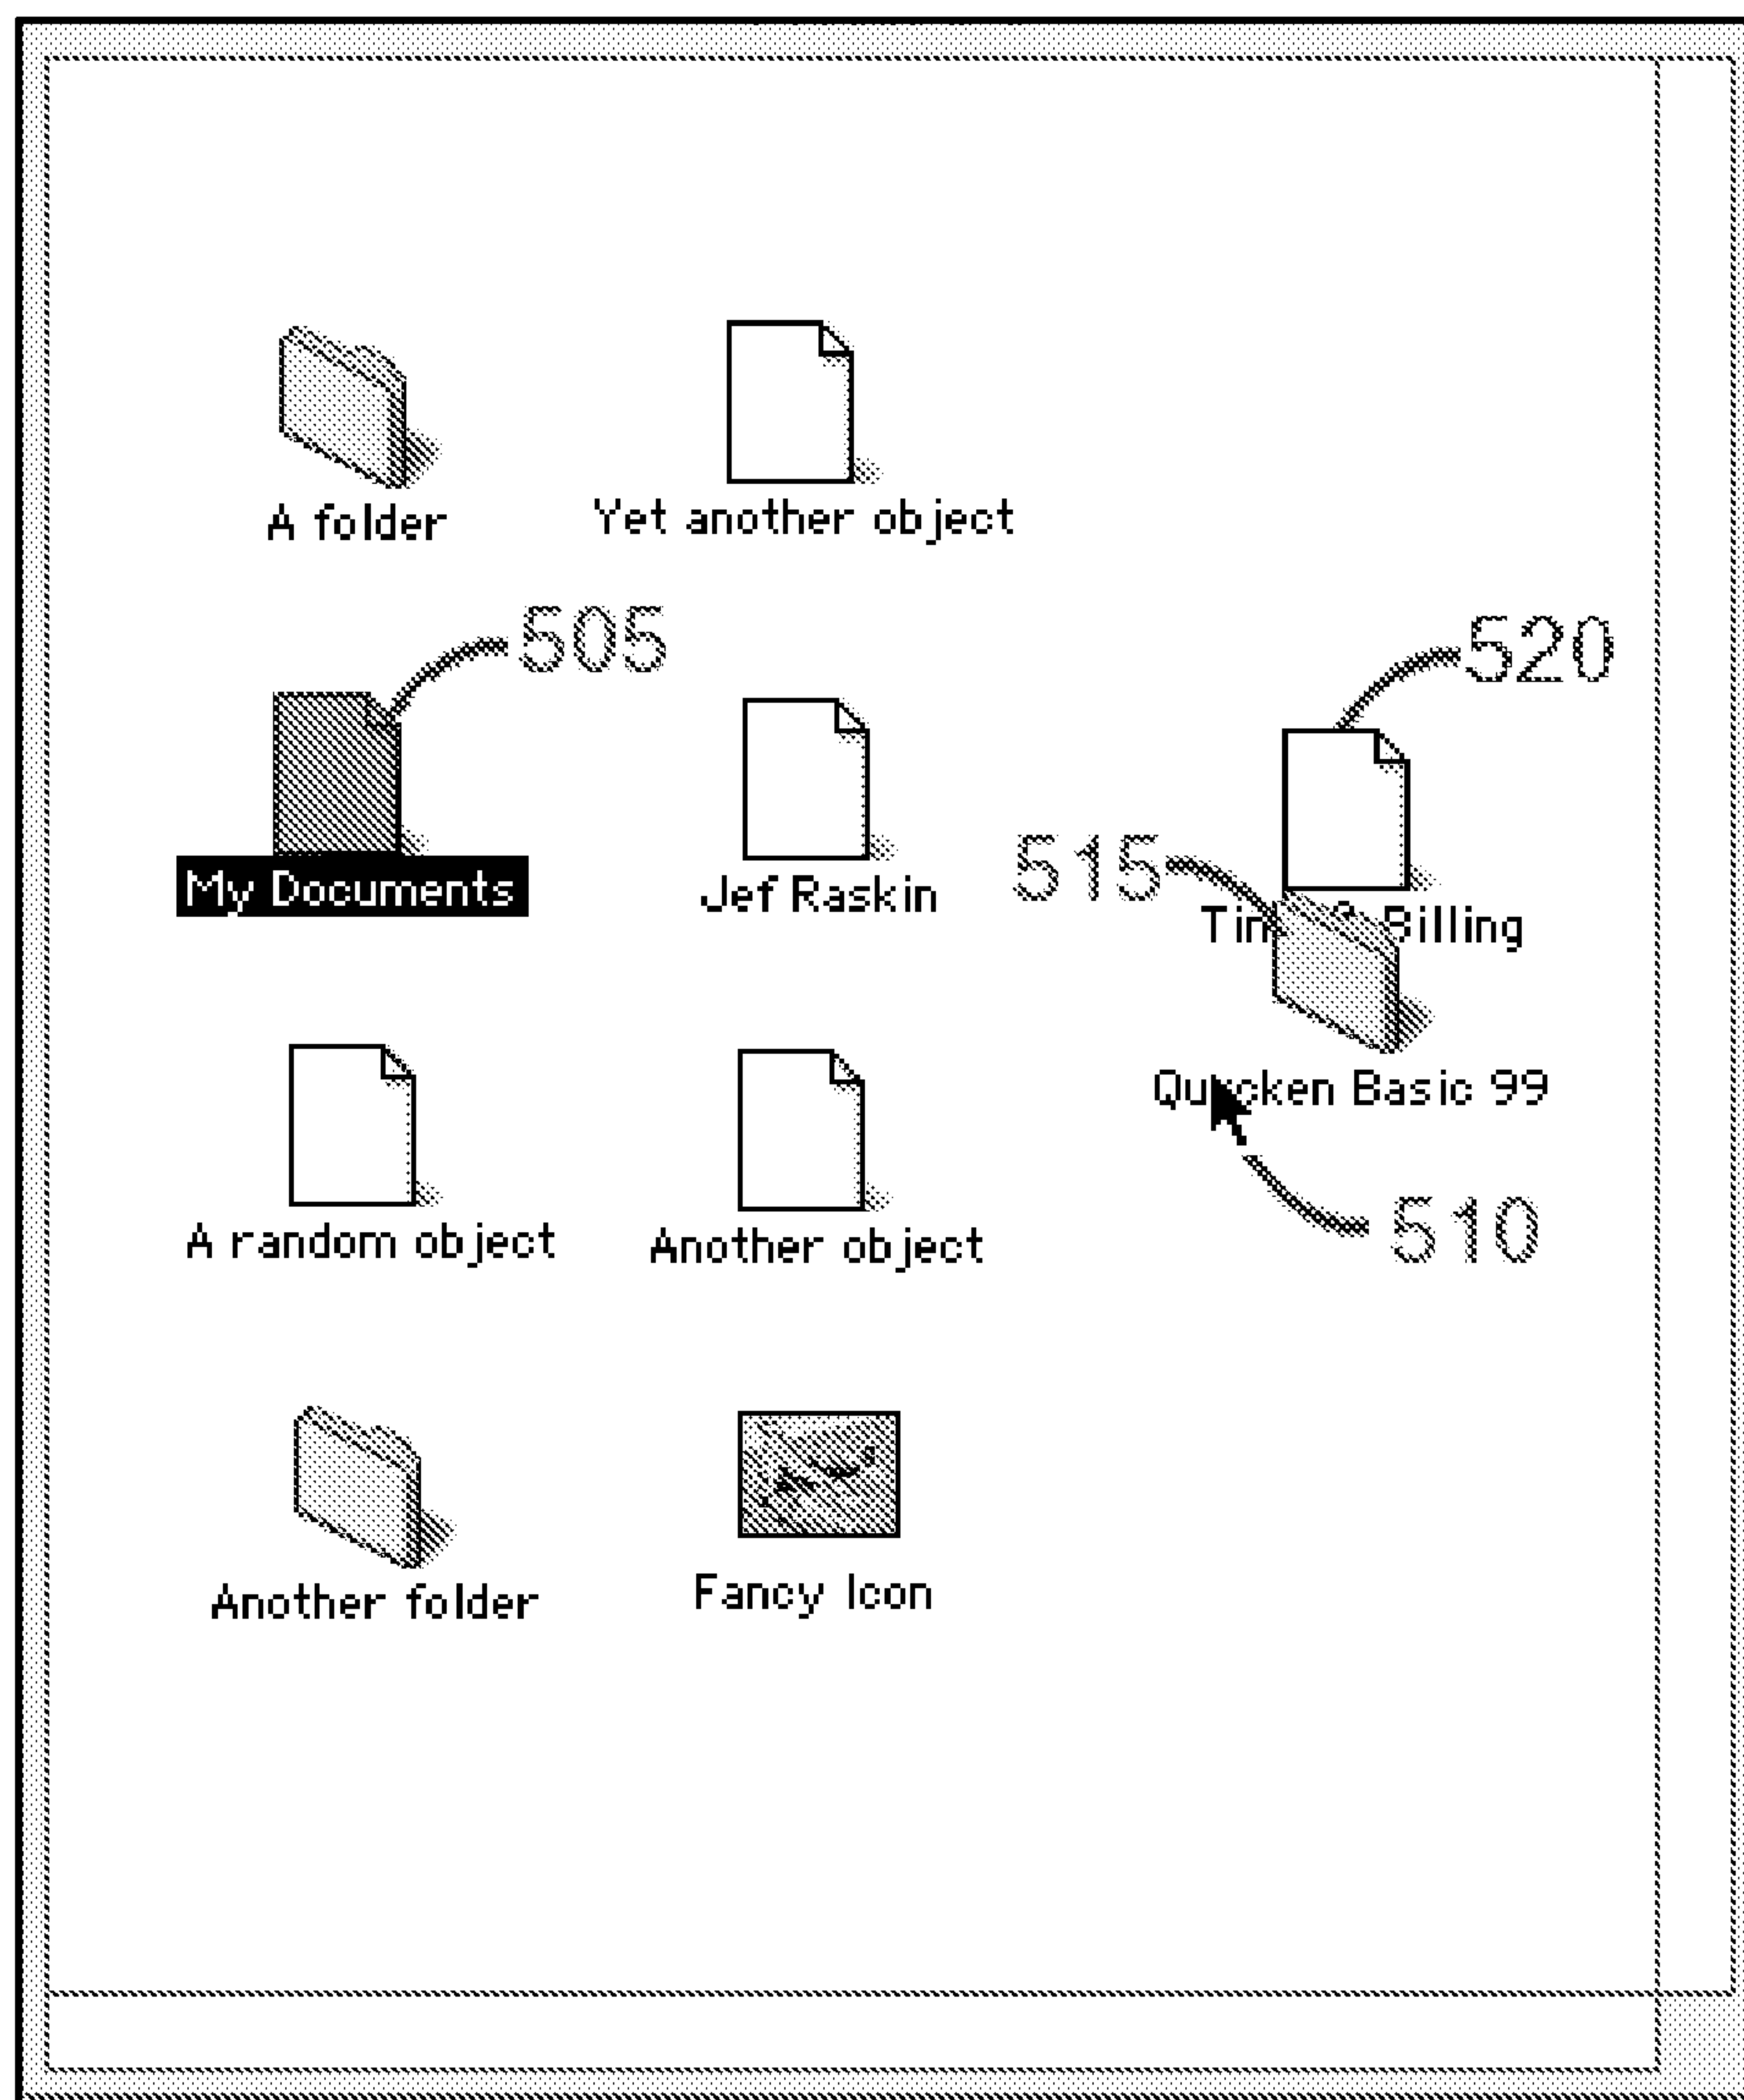 A folder
Yet another object
505
520
My Documents
Jef Raskin
515
Billing
Quicken Basic 99
A random object
Another object
510
Another folder
Fancy Icon